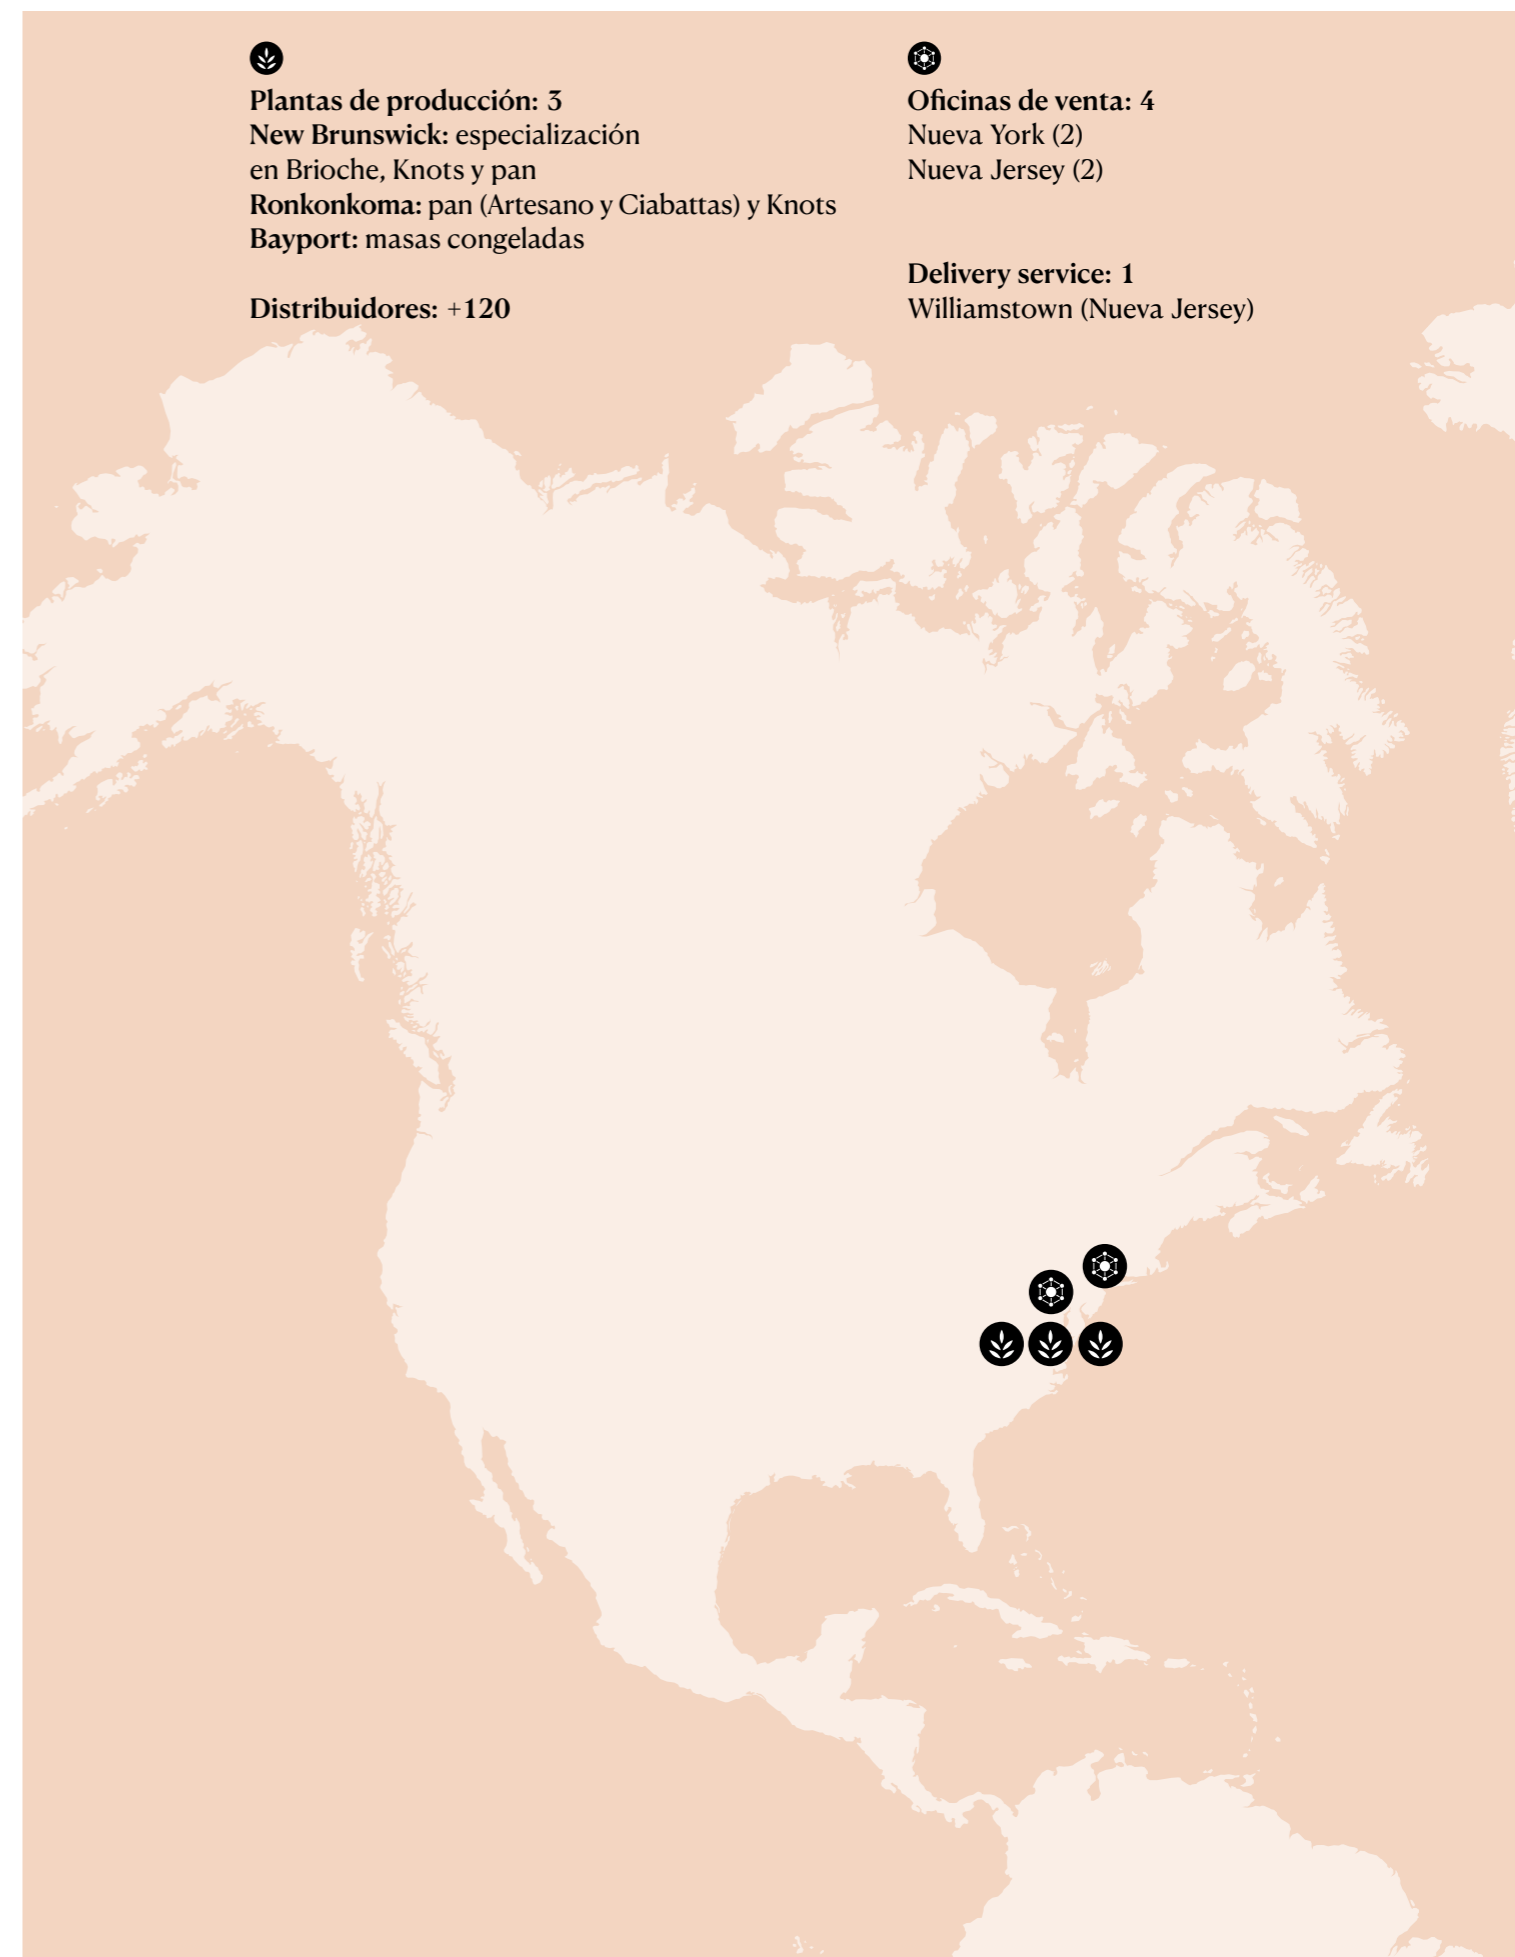 Plantas de producción: 3
New Brunswick: especialización
en Brioche, Knots y pan
Ronkonkoma: pan (Artesano y Ciabattas) y Knots
Bayport: masas congeladas
Distribuidores: +120
Oficinas de venta: 4
Nueva York (2)
Nueva Jersey (2)
Delivery service: 1
Williamstown (Nueva Jersey)